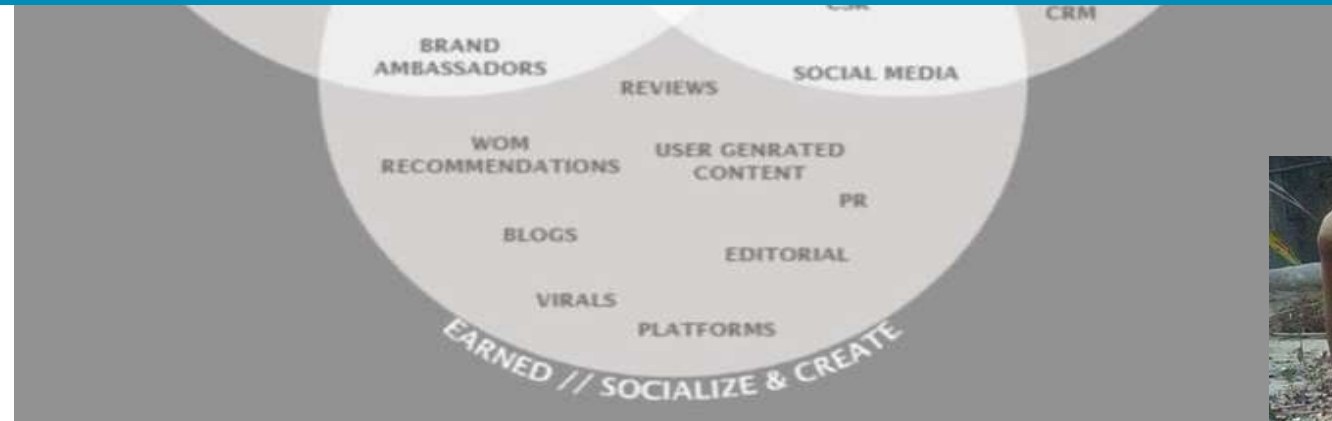 CRM
BRAND
AMBASSADORS
SOCIAL MEDIA
REVIEWS
WOM
RECOMMENDATIONS
USER GENRATED
CONTENT
PR
BLOGS
EDITORIAL
VIRALS
PLATFORMS
EARNED // SOCIALIZE & CREATE